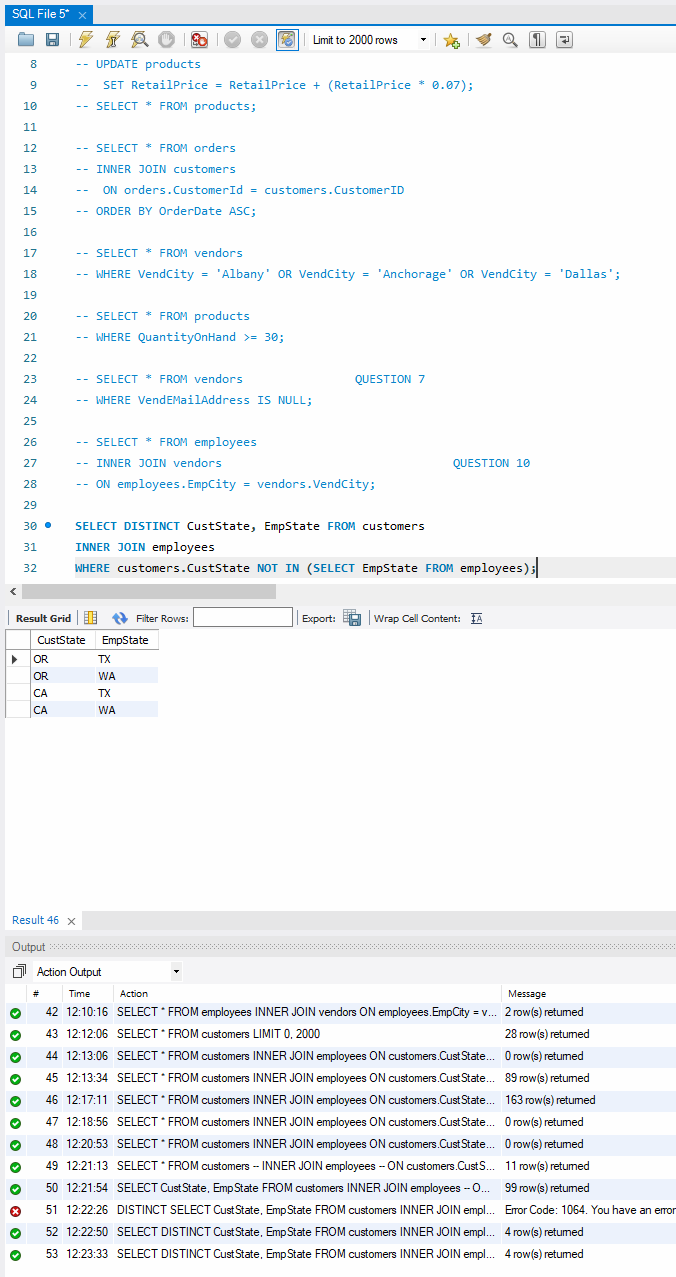 SQL File 5*
Limit to 2000 rows
8 -- UPDATE products
9 --  SET RetailPrice = RetailPrice + (RetailPrice * 0.07);
10 -- SELECT * FROM products;
11
12 -- SELECT * FROM orders
13 -- INNER JOIN customers
14 --  ON orders.CustomerId = customers.CustomerID
15 -- ORDER BY OrderDate ASC;
16
17 -- SELECT * FROM vendors
18 -- WHERE VendCity = 'Albany' OR VendCity = 'Anchorage' OR VendCity = 'Dallas';
19
20 -- SELECT * FROM products
21 -- WHERE QuantityOnHand >= 30;
22
23 -- SELECT * FROM vendors QUESTION 7
24 -- WHERE VendEMailAddress IS NULL;
25
26 -- SELECT * FROM employees
27 -- INNER JOIN vendors QUESTION 10
28 -- ON employees.EmpCity = vendors.VendCity;
29
30 SELECT DISTINCT CustState, EmpState FROM customers
31 INNER JOIN employees
32 WHERE customers.CustState NOT IN (SELECT EmpState FROM employees);
Result Grid Filter Rows: Export: Wrap Cell Content:
CustState EmpState
OR TX
OR WA
CA TX
CA WA
Result 46
Output
Action Output
# Time Action Message
42 12:10:16 SELECT * FROM employees INNER JOIN vendors ON employees.EmpCity = v... 2 row(s) returned
43 12:12:06 SELECT * FROM customers LIMIT 0, 2000 28 row(s) returned
44 12:13:06 SELECT * FROM customers INNER JOIN employees ON customers.CustState... 0 row(s) returned
45 12:13:34 SELECT * FROM customers INNER JOIN employees ON customers.CustState... 89 row(s) returned
46 12:17:11 SELECT * FROM customers INNER JOIN employees ON customers.CustState... 163 row(s) returned
47 12:18:56 SELECT * FROM customers INNER JOIN employees ON customers.CustState... 0 row(s) returned
48 12:20:53 SELECT * FROM customers INNER JOIN employees ON customers.CustState... 0 row(s) returned
49 12:21:13 SELECT * FROM customers -- INNER JOIN employees -- ON customers.CustS... 11 row(s) returned
50 12:21:54 SELECT CustState, EmpState FROM customers INNER JOIN employees -- O... 99 row(s) returned
51 12:22:26 DISTINCT SELECT CustState, EmpState FROM customers INNER JOIN empl... Error Code: 1064. You have an error
52 12:22:50 SELECT DISTINCT CustState, EmpState FROM customers INNER JOIN empl... 4 row(s) returned
53 12:23:33 SELECT DISTINCT CustState, EmpState FROM customers INNER JOIN empl... 4 row(s) returned